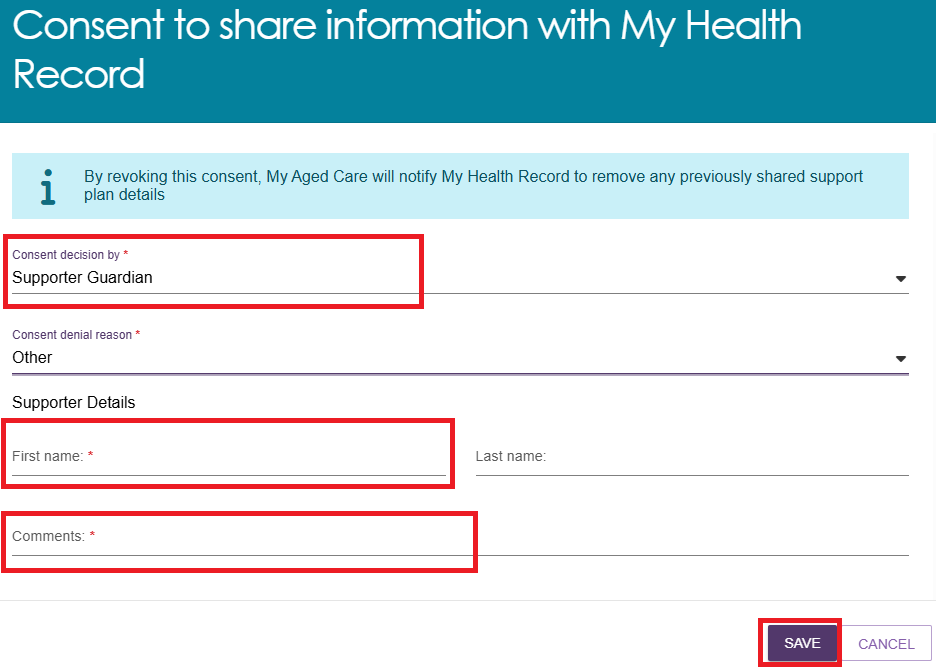 Consent to share information with My Health
Record
By revoking this consent, My Aged Care will notify My Health Record to remove any previously shared support
plan details
Consent decision by *
Supporter Guardian
Consent denial reason *
Other
Supporter Details
First name: *
Last name:
Comments: *
SAVE
CANCEL